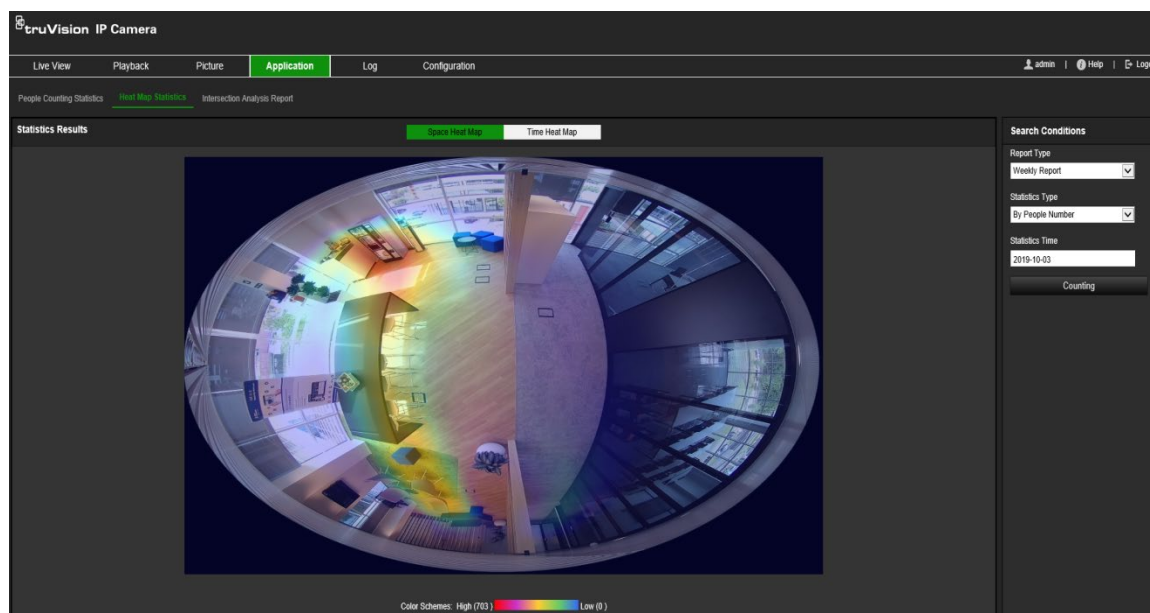 truVision IP Camera
Live View Playback Picture Application Log Configuration
admin | Help |
People Counting Statistics Heat Map Statistics Intersection Analysis Report
Statistics Results
Space Heat Map Time Heat Map
Search Conditions
Report Type
Weekly Report
Statistics Type
By People Number
Statistics Time
2019-10-03
Counting
Color Schemes: High (703 ) Low (0 )